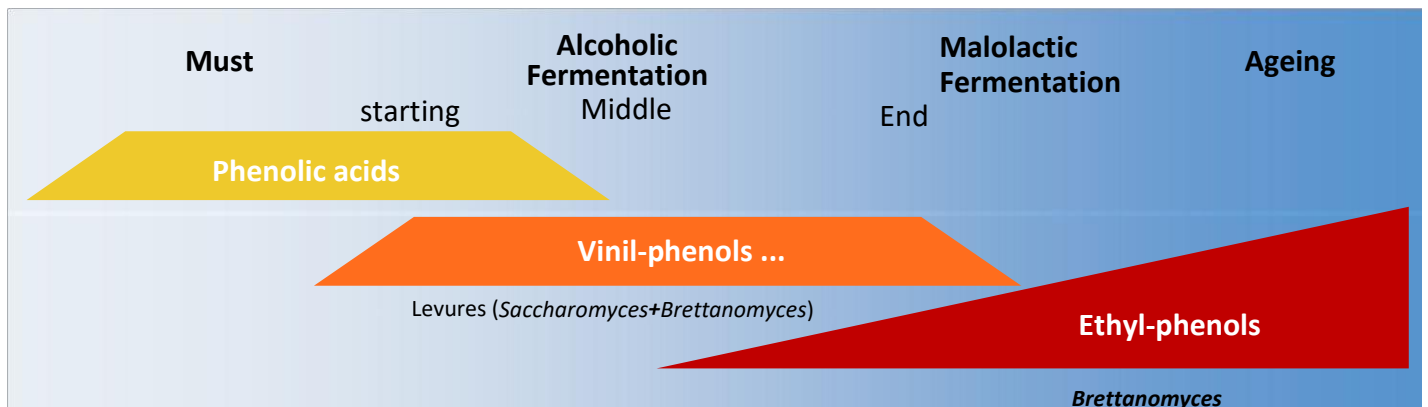 Must
Alcoholic
Fermentation
Malolactic
Fermentation
Ageing
starting
Middle
End
Phenolic acids
Vinil-phenols ...
Levures (Saccharomyces+Brettanomyces)
Ethyl-phenols
Brettanomyces